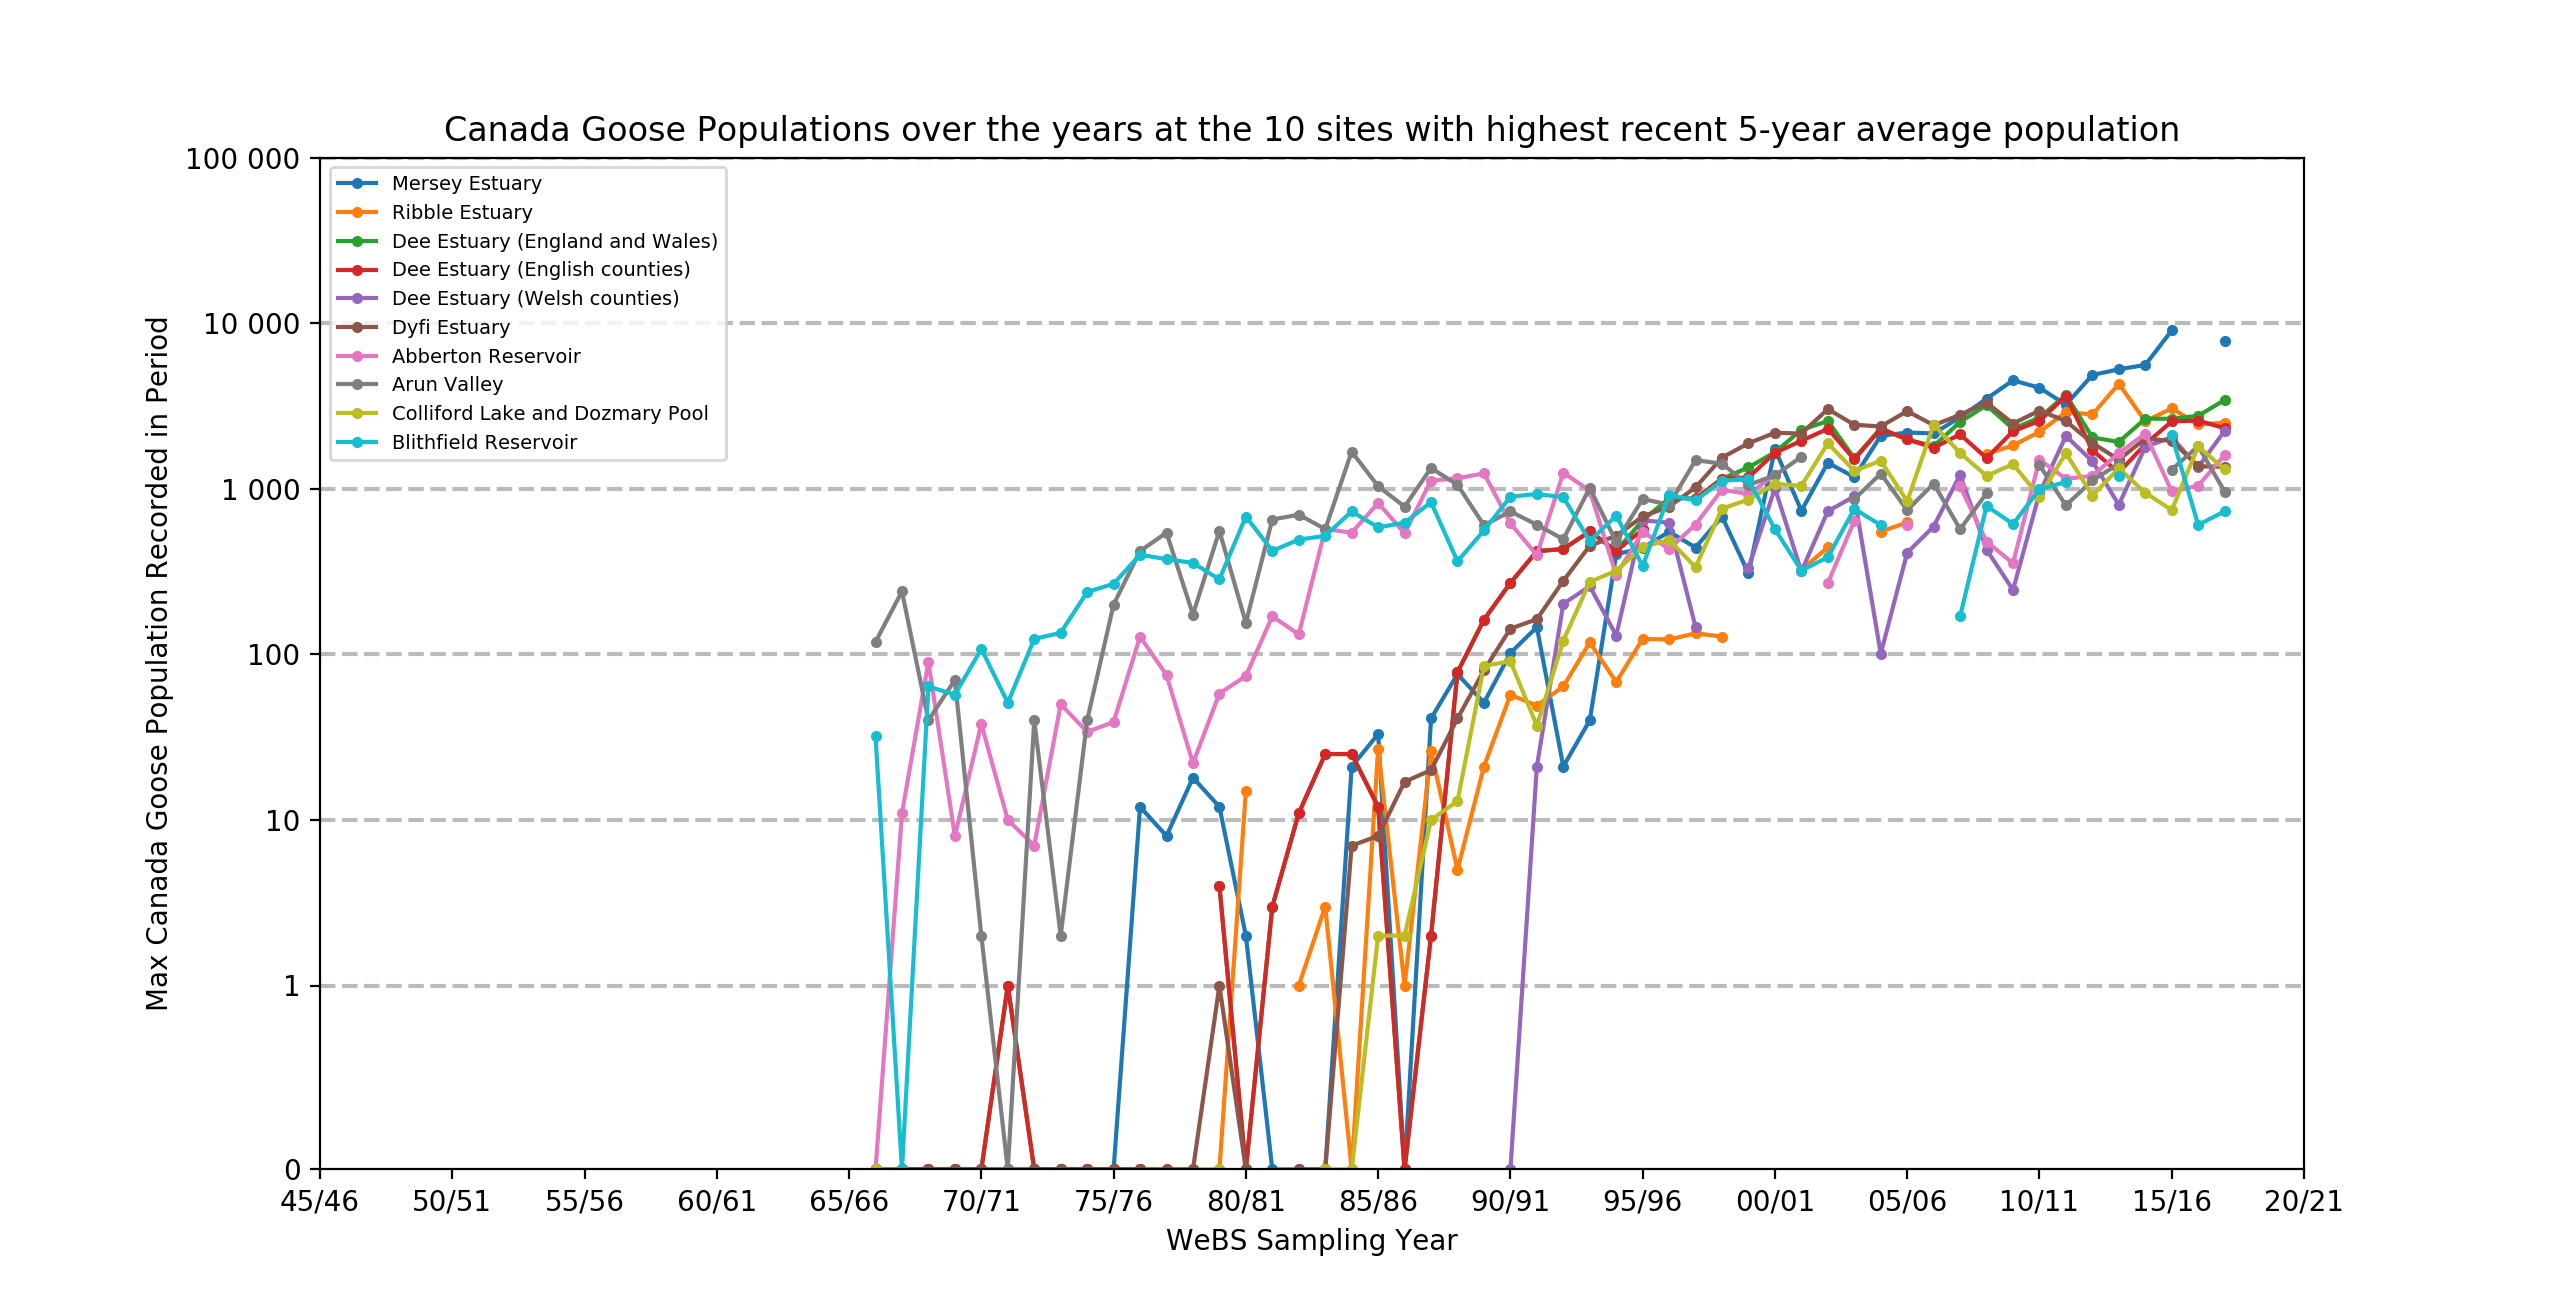 Canada Goose Populations over the years at the 10 sites with highest recent 5-year average population
Max Canada Goose Population Recorded in Period
100 000
10 000
1 000
100
10
1
0
Mersey Estuary
Ribble Estuary
Dee Estuary (England and Wales)
Dee Estuary (English counties)
Dee Estuary (Welsh counties)
Dyfi Estuary
Abberton Reservoir
Arun Valley
Colliford Lake and Dozmary Pool
Blithfield Reservoir
45/46 50/51 55/56 60/61 65/66 70/71 75/76 80/81 85/86 90/91 95/96 00/01 05/06 10/11 15/16 20/21
WeBS Sampling Year